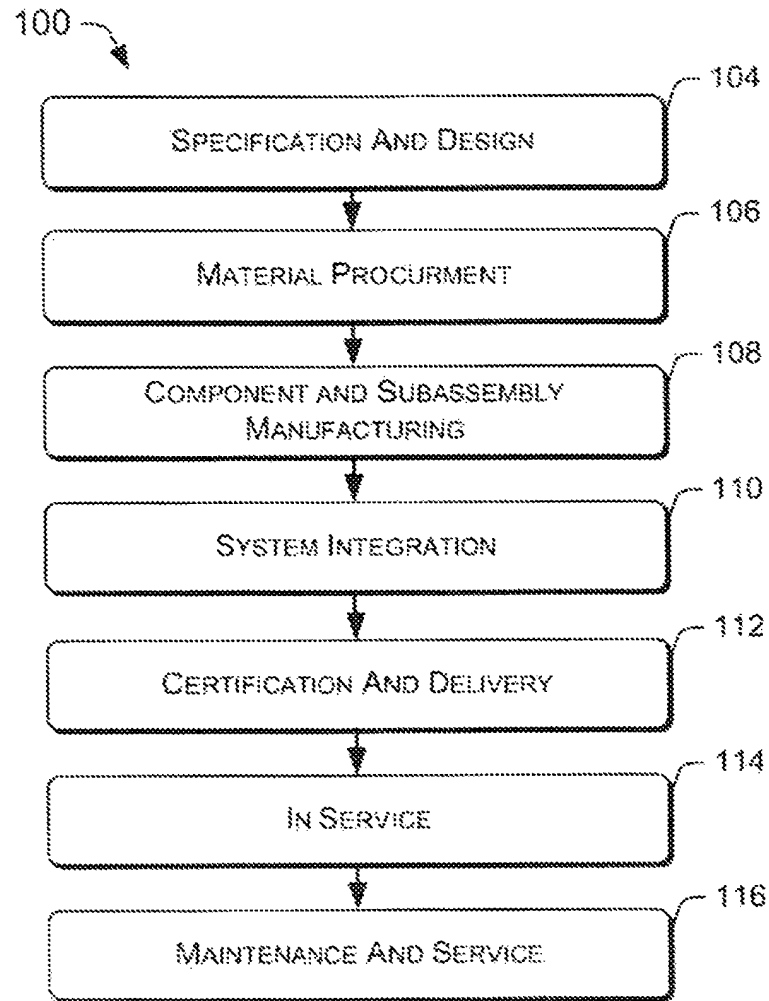 100
104
SPECIFICATION AND DESIGN
106
MATERIAL PROCURMENT
108
COMPONENT AND SUBASSEMBLY
MANUFACTURING
110
SYSTEM INTEGRATION
112
CERTIFICATION AND DELIVERY
114
IN SERVICE
116
MAINTENANCE AND SERVICE